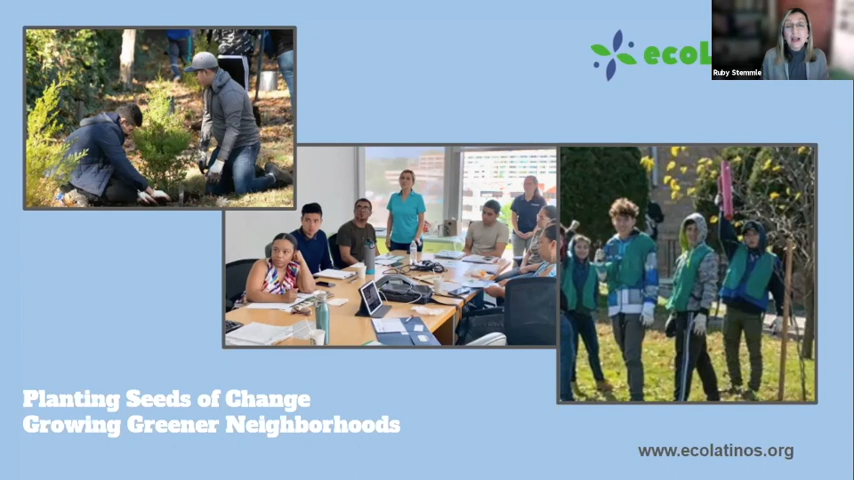 ecoL
Ruby Stemmle
Planting Seeds of Change
Growing Greener Neighborhoods
www.ecolatinos.org